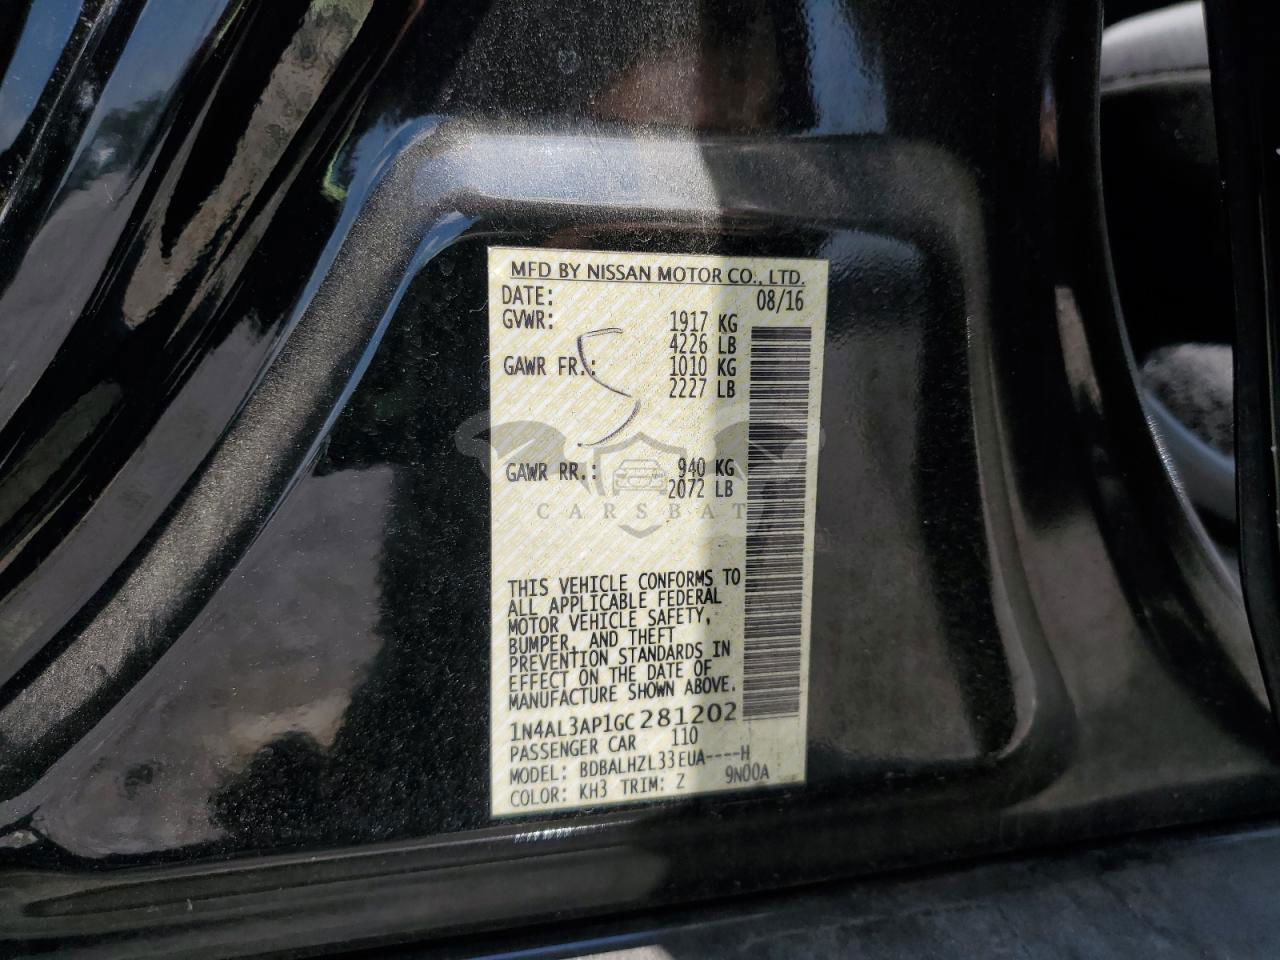 MFD BY NISSAN MOTOR CO., LTD.
DATE: 08/16
GVWR: 1917 KG
4226 LB
GAWR FR.: 1010 KG
2227 LB
S
GAWR RR.: 940 KG
2072 LB
CARSBAT
THIS VEHICLE CONFORMS TO
ALL APPLICABLE FEDERAL
MOTOR VEHICLE SAFETY,
BUMPER, AND THEFT
PREVENTION STANDARDS IN
EFFECT ON THE DATE OF
MANUFACTURE SHOWN ABOVE.
1N4AL3AP1GC281202
PASSENGER CAR 110
MODEL: BDBALHZL33EUA----H
COLOR: KH3 TRIM: Z 9N00A